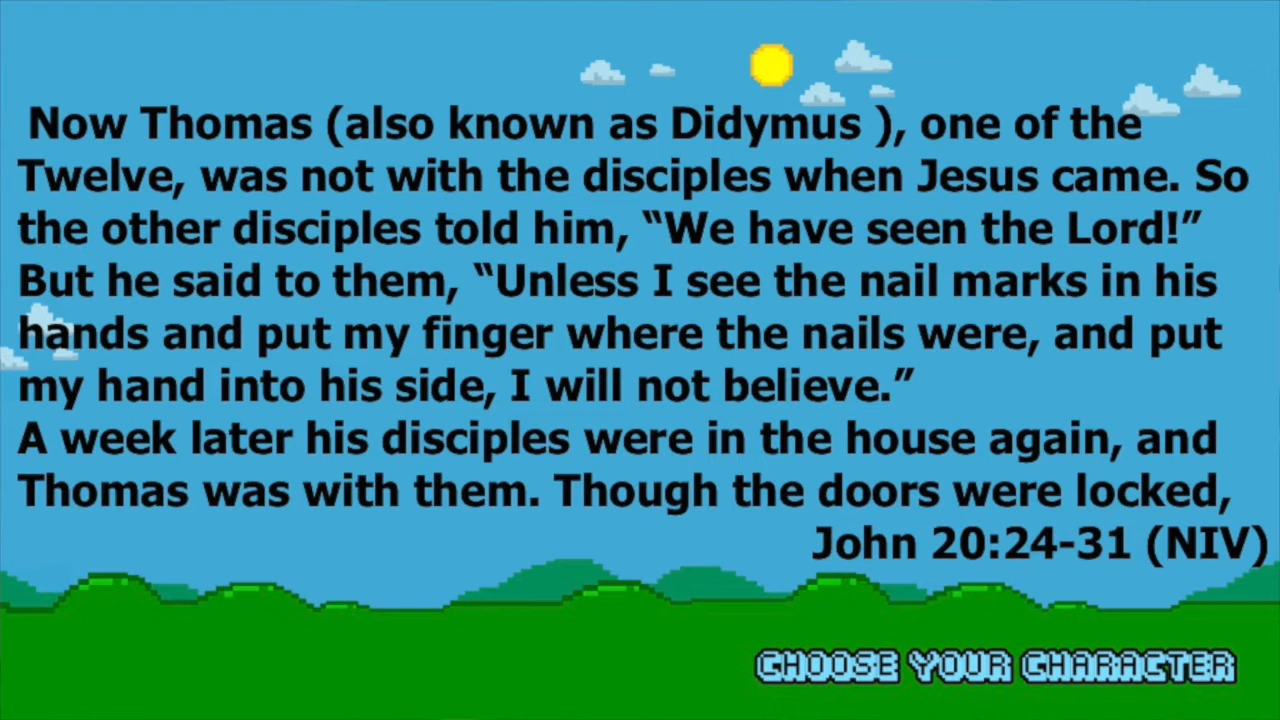 Now Thomas (also known as Didymus ), one of the
Twelve, was not with the disciples when Jesus came. So
the other disciples told him, “We have seen the Lord!”
But he said to them, “Unless I see the nail marks in his
hands and put my finger where the nails were, and put
my hand into his side, I will not believe.”
A week later his disciples were in the house again, and
Thomas was with them. Though the doors were locked,
John 20:24-31 (NIV)
CHOOSE YOUR CHARACTER